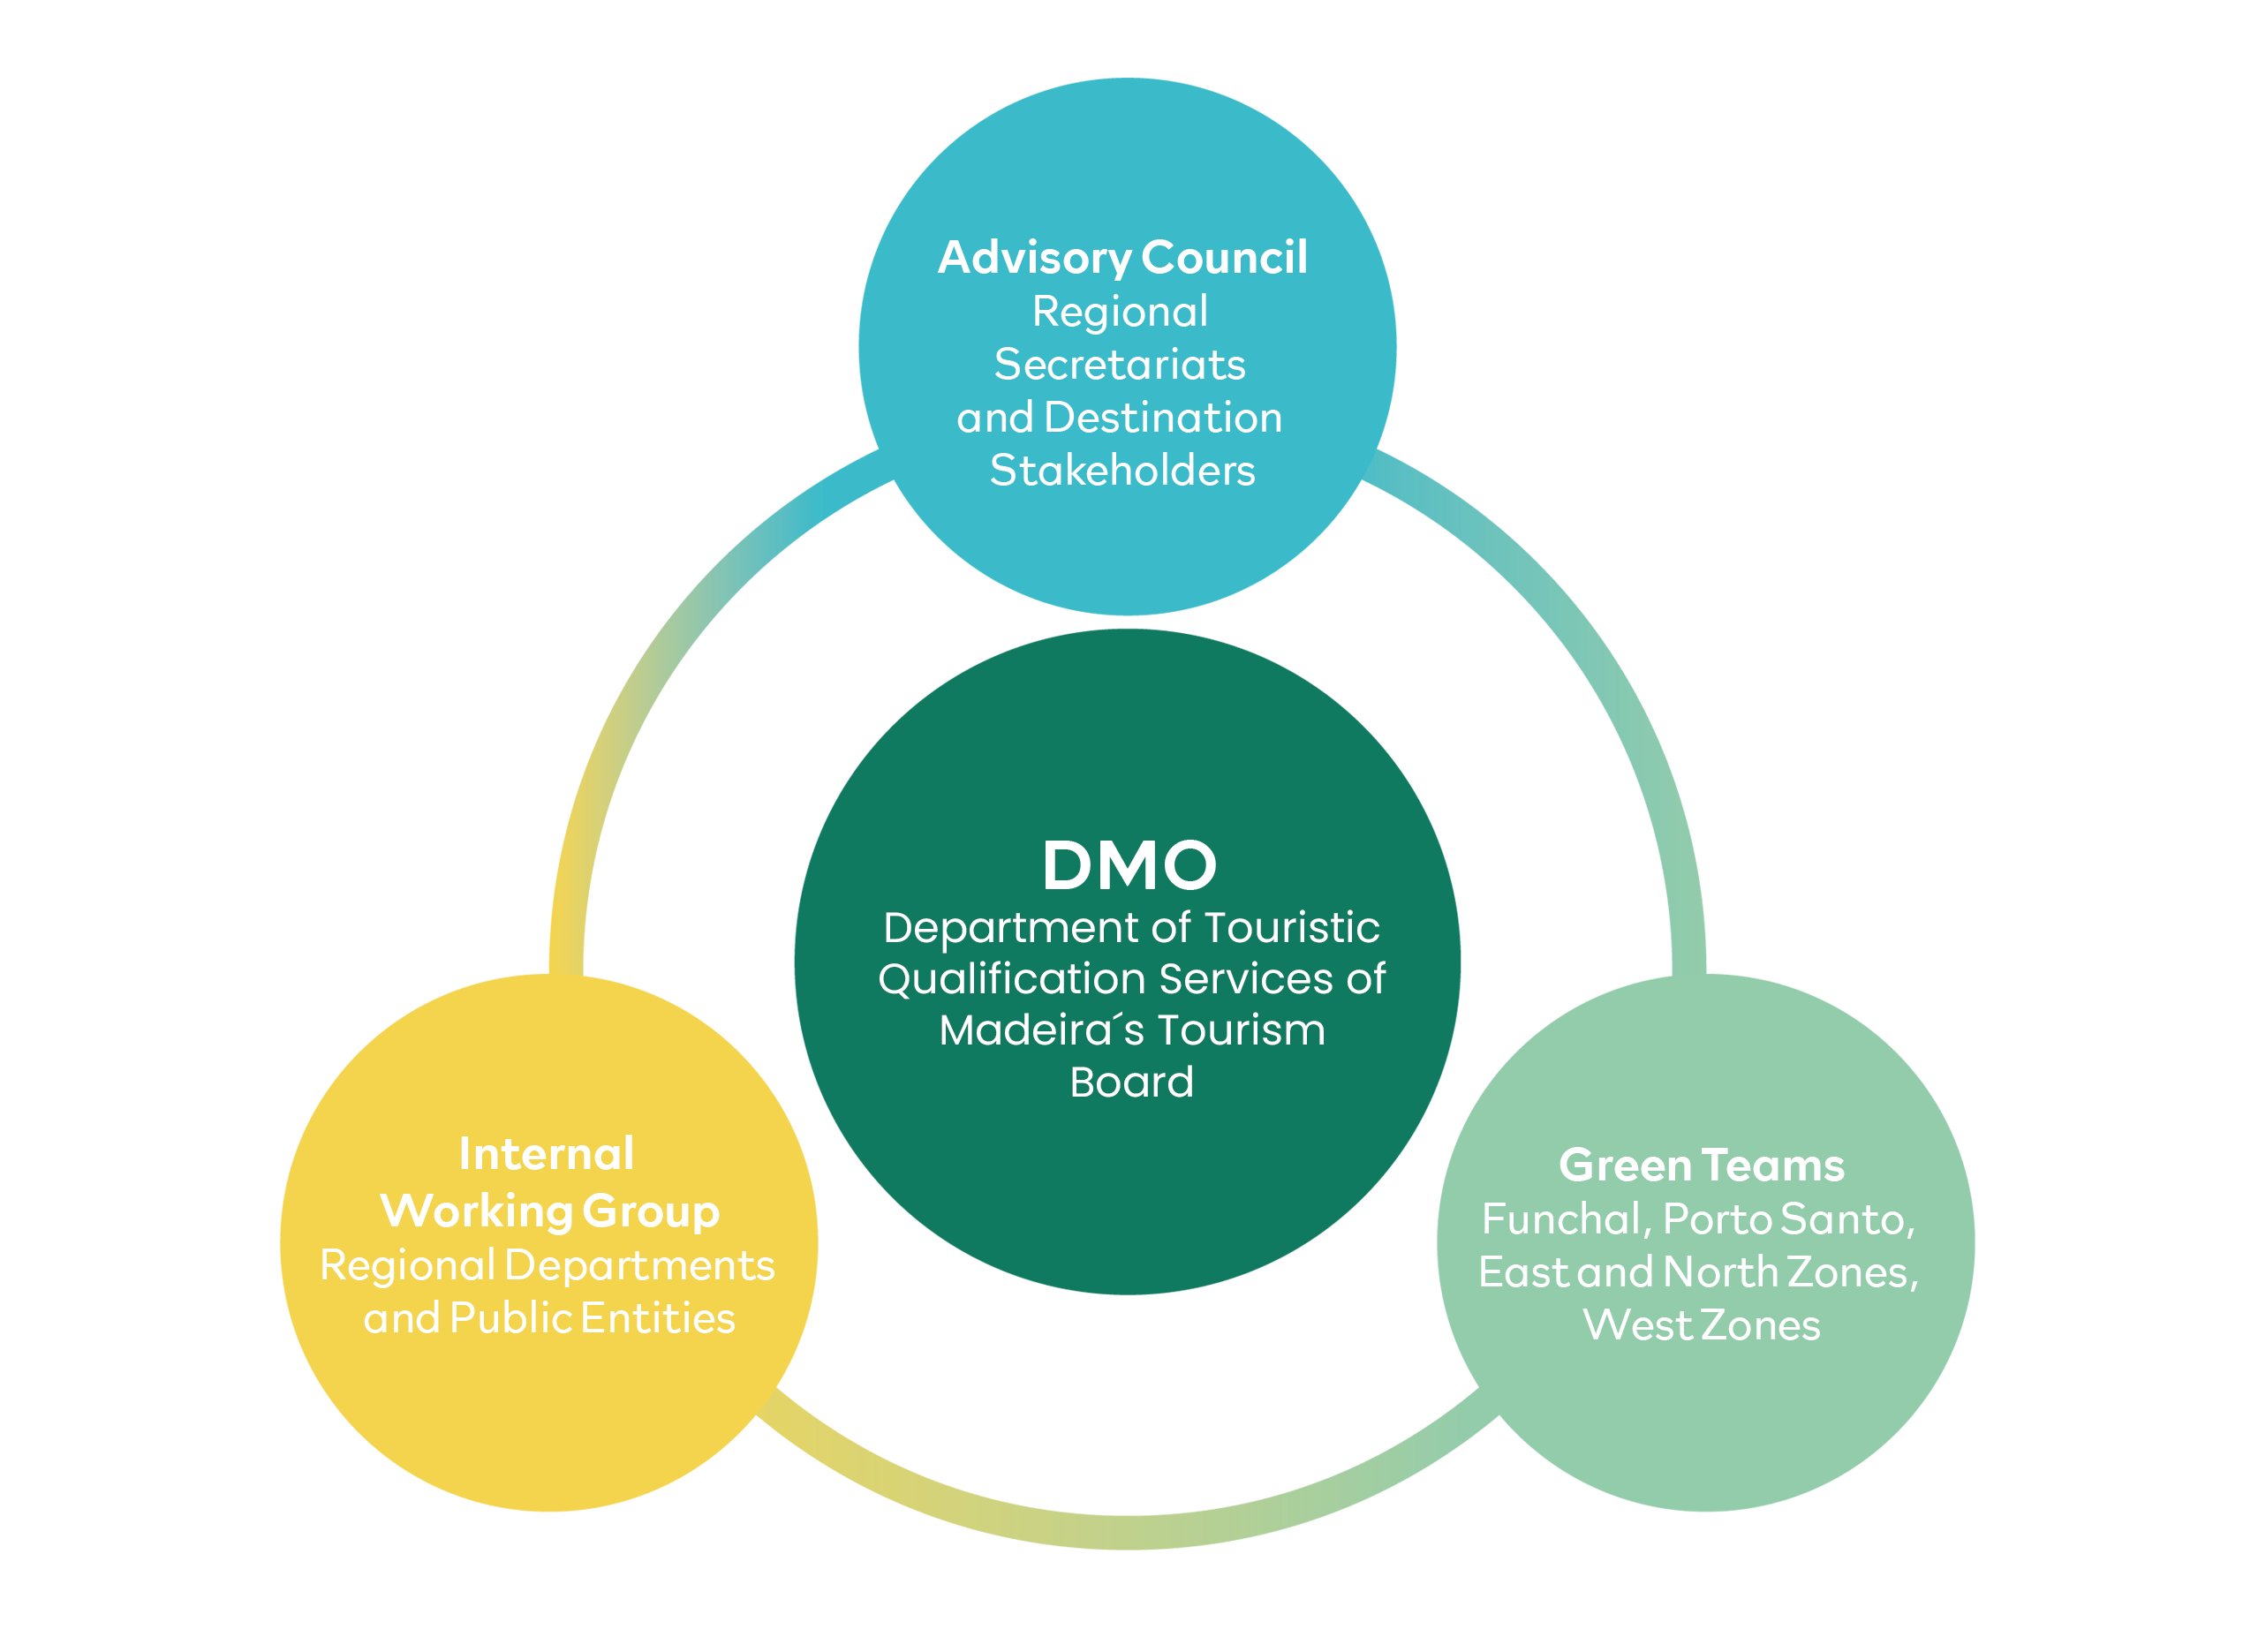 Advisory Council
Regional
Secretariats
and Destination
Stakeholders
DMO
Department of Touristic
Qualification Services of
Madeira´s Tourism
Board
Internal
Working Group
Regional Departments
and Public Entities
Green Teams
Funchal, Porto Santo,
East and North Zones,
West Zones